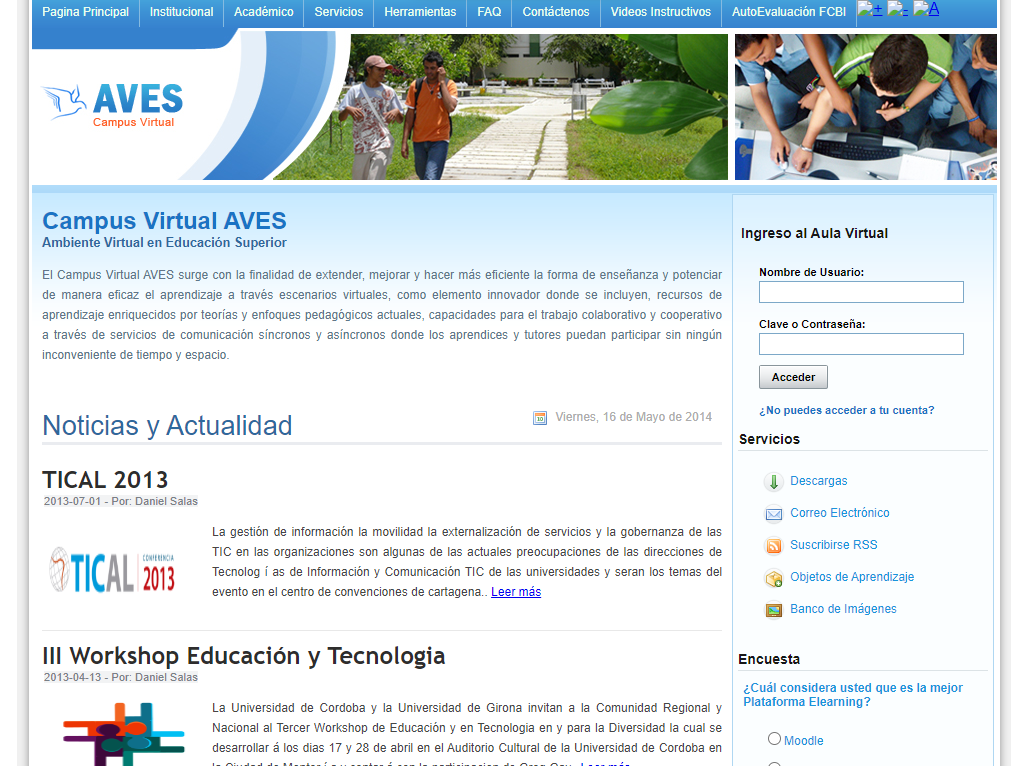 Pagina Principal Institucional Académico Servicios Herramientas FAQ Contáctenos Videos Instructivos AutoEvaluación FCBI + - A
AVES
Campus Virtual
Campus Virtual AVES
Ambiente Virtual en Educación Superior
El Campus Virtual AVES surge con la finalidad de extender, mejorar y hacer más eficiente la forma de enseñanza y potenciar
de manera eficaz el aprendizaje a través escenarios virtuales, como elemento innovador donde se incluyen, recursos de
aprendizaje enriquecidos por teorías y enfoques pedagógicos actuales, capacidades para el trabajo colaborativo y cooperativo
a través de servicios de comunicación síncronos y asíncronos donde los aprendices y tutores puedan participar sin ningún
inconveniente de tiempo y espacio.
Noticias y Actualidad
Viernes, 16 de Mayo de 2014
TICAL 2013
2013-07-01 - Por: Daniel Salas
TICAL CONFERENCIA 2013
La gestión de información la movilidad la externalización de servicios y la gobernanza de las
TIC en las organizaciones son algunas de las actuales preocupaciones de las direcciones de
Tecnolog í as de Información y Comunicación TIC de las universidades y seran los temas del
evento en el centro de convenciones de cartagena.. Leer más
III Workshop Educación y Tecnologia
2013-04-13 - Por: Daniel Salas
La Universidad de Cordoba y la Universidad de Girona invitan a la Comunidad Regional y
Nacional al Tercer Workshop de Educación y en Tecnologia en y para la Diversidad la cual se
desarrollar á los dias 17 y 28 de abril en el Auditorio Cultural de la Universidad de Cordoba en
Ingreso al Aula Virtual
Nombre de Usuario:
Clave o Contraseña:
Acceder
¿No puedes acceder a tu cuenta?
Servicios
Descargas
Correo Electrónico
Suscribirse RSS
Objetos de Aprendizaje
Banco de Imágenes
Encuesta
¿Cuál considera usted que es la mejor
Plataforma Elearning?
Moodle